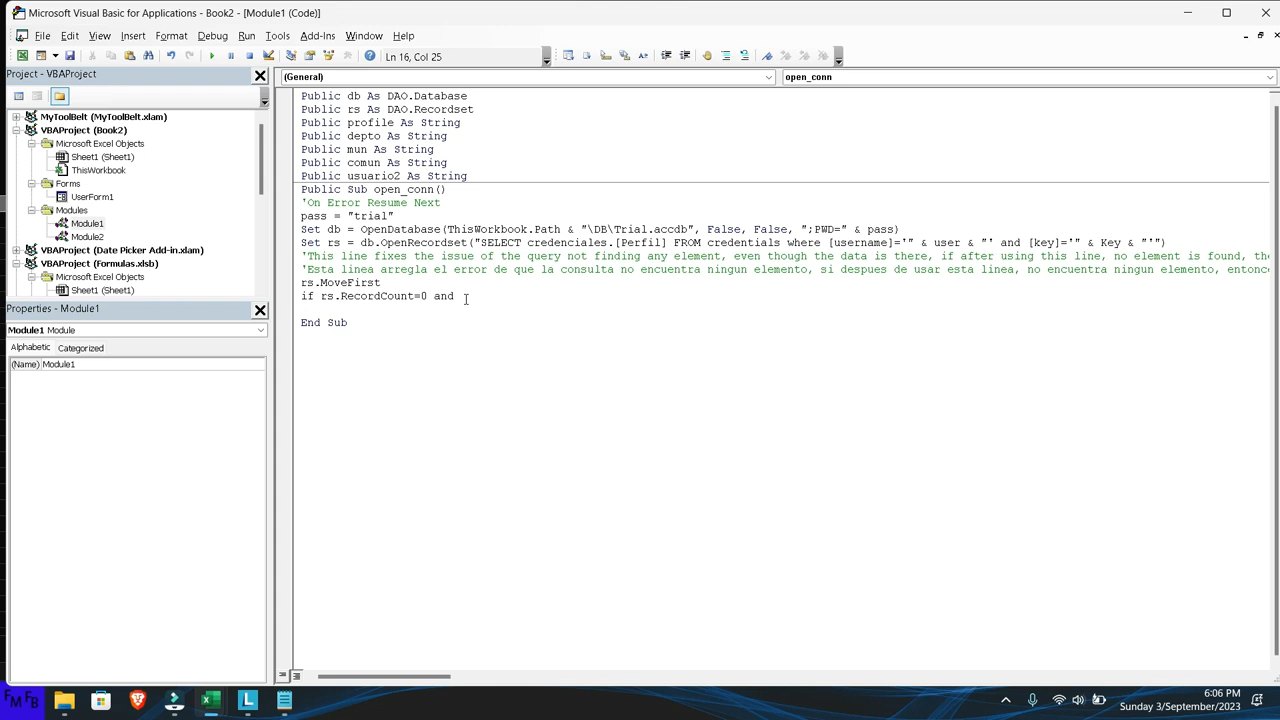 Microsoft Visual Basic for Applications - Book2 - [Module1 (Code)]
File Edit View Insert Format Debug Run Tools Add-Ins Window Help
Ln 16, Col 25
Project - VBAProject
(General)
open_conn
MyToolBelt (MyToolBelt.xlam)
VBAProject (Book2)
Microsoft Excel Objects
Sheet1 (Sheet1)
ThisWorkbook
Forms
UserForm1
Modules
Module1
Module2
VBAProject (Date Picker Add-in.xlam)
VBAProject (Formulas.xlsb)
Microsoft Excel Objects
Sheet1 (Sheet1)
Properties - Module1
Module1 Module
Alphabetic Categorized
(Name) Module1
Public db As DAO.Database
Public rs As DAO.Recordset
Public profile As String
Public depto As String
Public mun As String
Public comun As String
Public usuario2 As String
Public Sub open_conn()
'On Error Resume Next
pass = "trial"
Set db = OpenDatabase(ThisWorkbook.Path & "\DB\Trial.accdb", False, False, ";PWD=" & pass)
Set rs = db.OpenRecordset("SELECT credenciales.[Perfil] FROM credentials where [username]='" & user & "' and [key]='" & Key & "'")
'This line fixes the issue of the query not finding any element, even though the data is there, if after using this line, no element is found, the
'Esta linea arregla el error de que la consulta no encuentra ningun elemento, si despues de usar esta linea, no encuentra ningun elemento, entonc
rs.MoveFirst
if rs.RecordCount=0 and
End Sub
FM FB
6:06 PM
Sunday 3/September/2023